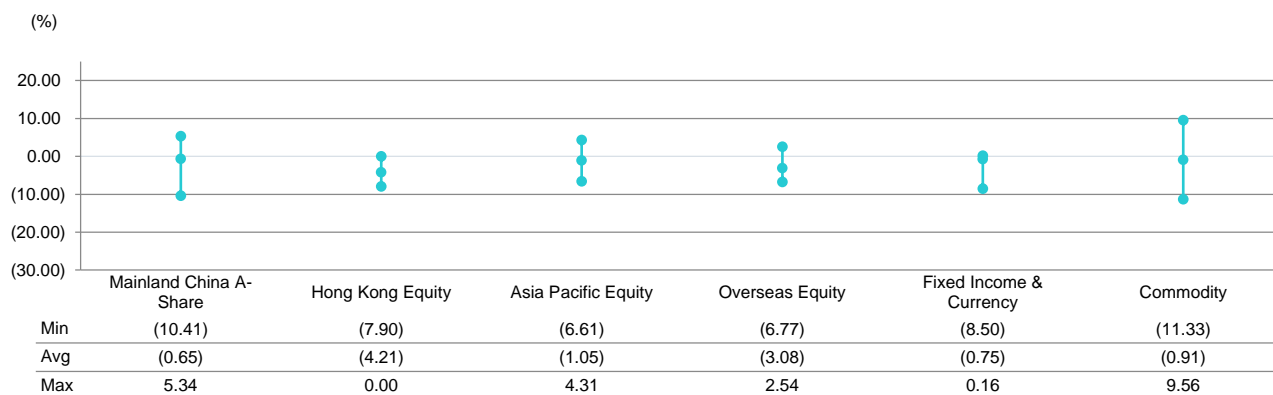 (%)
20.00
10.00
0.00
(10.00)
(20.00)
(30.00)
Mainland China A-
Share
Hong Kong Equity
Asia Pacific Equity
Overseas Equity
Fixed Income &
Currency
Commodity
Min (10.41) (7.90) (6.61) (6.77) (8.50) (11.33)
Avg (0.65) (4.21) (1.05) (3.08) (0.75) (0.91)
Max 5.34 0.00 4.31 2.54 0.16 9.56